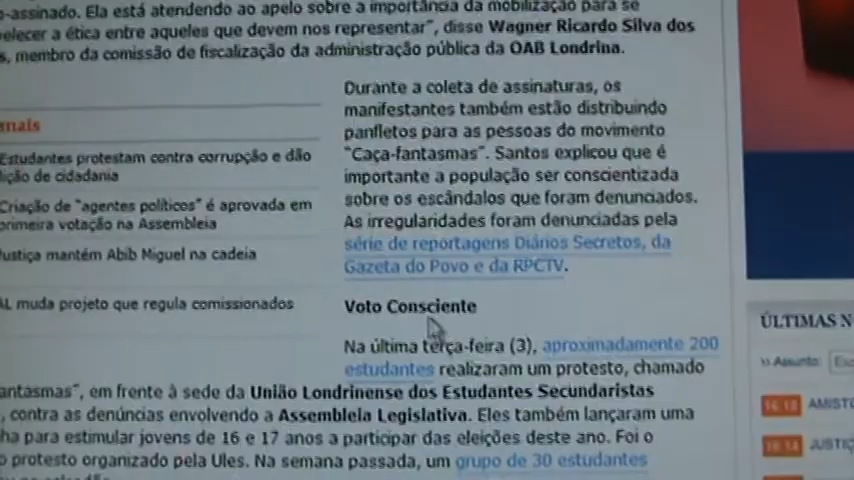 -assinado. Ela está atendendo ao apelo sobre a importância da mobilização para se
elecer a ética entre aqueles que devem nos representar", disse Wagner Ricardo Silva dos
s, membro da comissão de fiscalização da administração pública da OAB Londrina.
mais
Estudantes protestam contra corrupção e dão
lição de cidadania
Criação de "agentes políticos" é aprovada em
primeira votação na Assembleia
Justiça mantém Abib Miguel na cadeia
AL muda projeto que regula comissionados
Durante a coleta de assinaturas, os
manifestantes também estão distribuindo
panfletos para as pessoas do movimento
"Caça-fantasmas". Santos explicou que é
importante a população ser conscientizada
sobre os escândalos que foram denunciados.
As irregularidades foram denunciadas pela
série de reportagens Diários Secretos, da
Gazeta do Povo e da RPCTV.
Voto Consciente
Na última terça-feira (3), aproximadamente 200
estudantes realizaram um protesto, chamado
antasmas", em frente à sede da União Londrinense dos Estudantes Secundaristas
, contra as denúncias envolvendo a Assembleia Legislativa. Eles também lançaram uma
ha para estimular jovens de 16 e 17 anos a participar das eleições deste ano. Foi o
o protesto organizado pela Ules. Na semana passada, um grupo de 30 estudantes
ÚLTIMAS N
Assunto:
AMISTO
16:14 JUSTIÇ